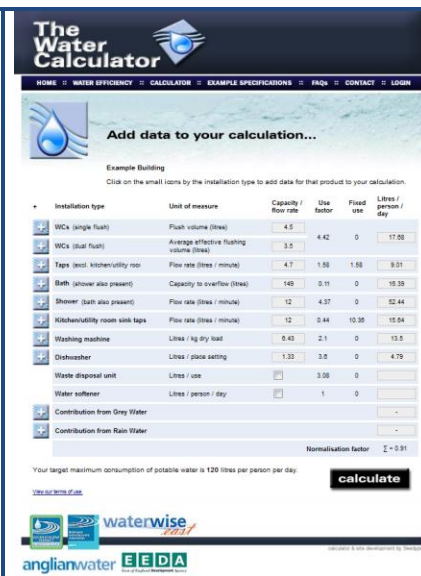 The
Water
Calculator
HOME :: WATER EFFICIENCY :: CALCULATOR :: EXAMPLE SPECIFICATIONS :: FAQs :: CONTACT :: LOGIN
Add data to your calculation...
Example Building
Click on the small icons by the installation type to add data for that product to your calculation.
+ Installation type Unit of measure Capacity / flow rate Use factor Fixed use Litres / person / day
WCs (single flush) Flush volume (litres) 4.5
4.42 0 17.68
WCs (dual flush) Average effective flushing volume (litres) 3.5
Taps (excl. kitchen/utility roo Flow rate (litres / minute) 4.7 1.58 1.58 9.01
Bath (shower also present) Capacity to overflow (litres) 149 0.11 0 16.39
Shower (bath also present) Flow rate (litres / minute) 12 4.37 0 52.44
Kitchen/utility room sink taps Flow rate (litres / minute) 12 0.44 10.36 15.64
Washing machine Litres / kg dry load 6.43 2.1 0 13.5
Dishwasher Litres / place setting 1.33 3.6 0 4.79
Waste disposal unit Litres / use 3.08 0
Water softener Litres / person / day 1 0
Contribution from Grey Water -
Contribution from Rain Water -
Normalisation factor Σ = 0.91
Your target maximum consumption of potable water is 120 litres per person per day.
calculate
View our terms of use.
waterwise
east
calculator & site development by
anglianwater EEDA